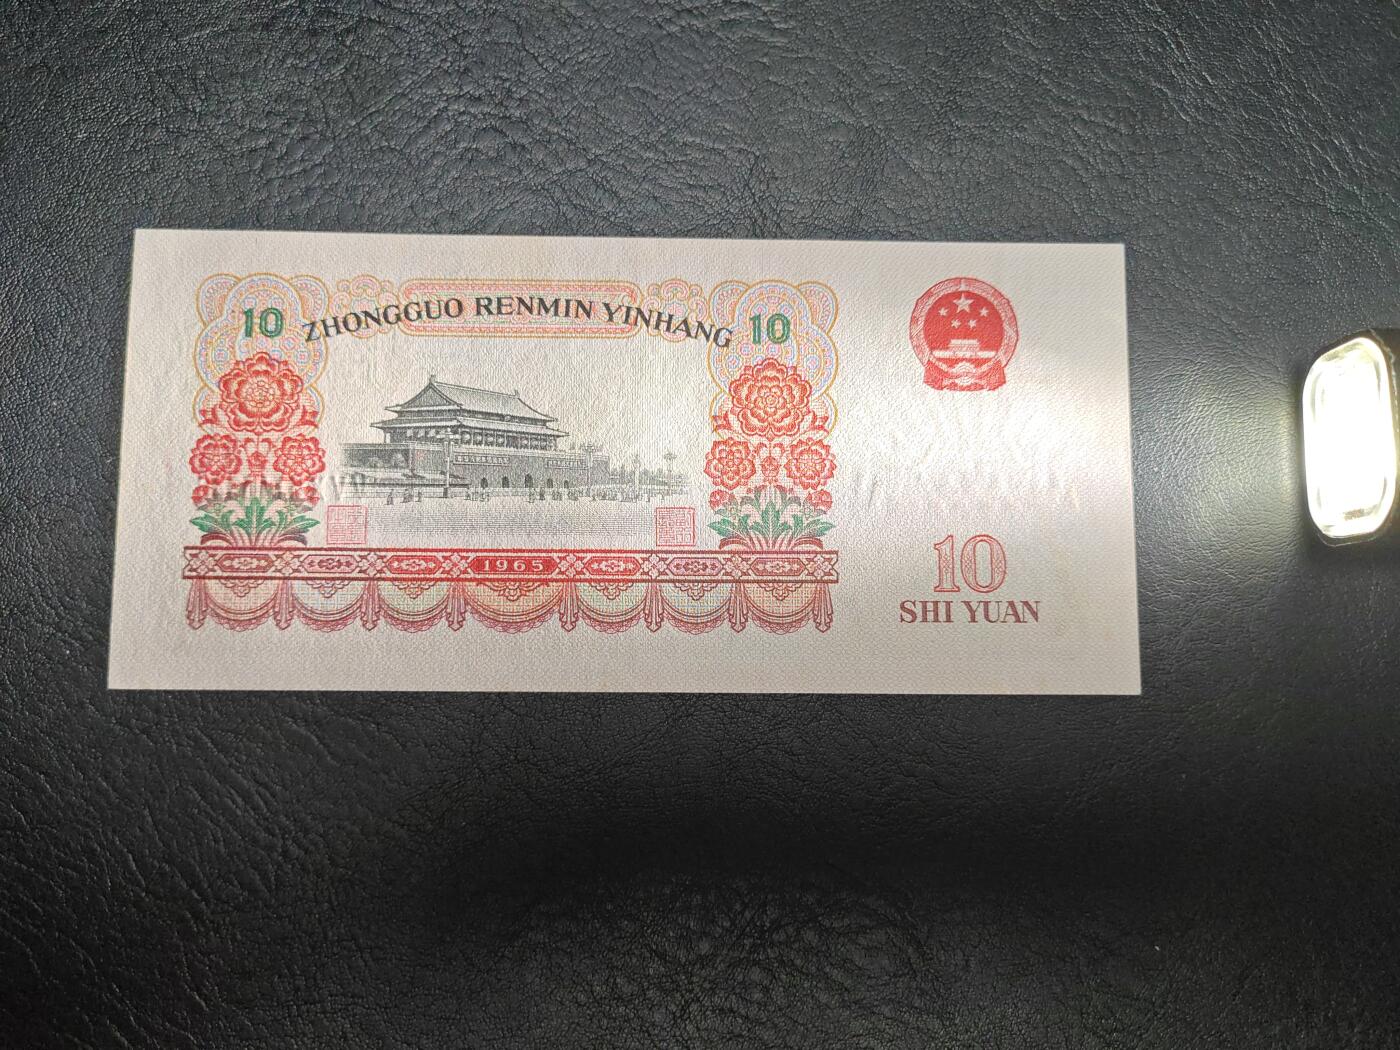 10 ZHONGGUO RENMIN YINHANG 10
1965
10
SHI YUAN